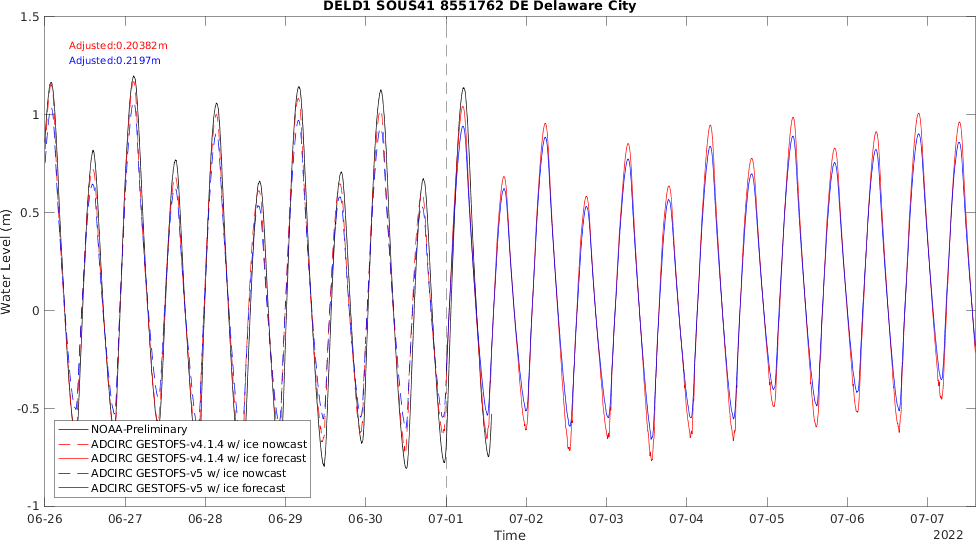 DELD1 SOUS41 8551762 DE Delaware City
Adjusted:0.20382m
Adjusted:0.2197m
1.5
1
0.5
0
-0.5
-1
Water Level (m)
NOAA-Preliminary
ADCIRC GESTOFS-v4.1.4 w/ ice nowcast
ADCIRC GESTOFS-v4.1.4 w/ ice forecast
ADCIRC GESTOFS-v5 w/ ice nowcast
ADCIRC GESTOFS-v5 w/ ice forecast
06-26 06-27 06-28 06-29 06-30 07-01 07-02 07-03 07-04 07-05 07-06 07-07
Time
2022